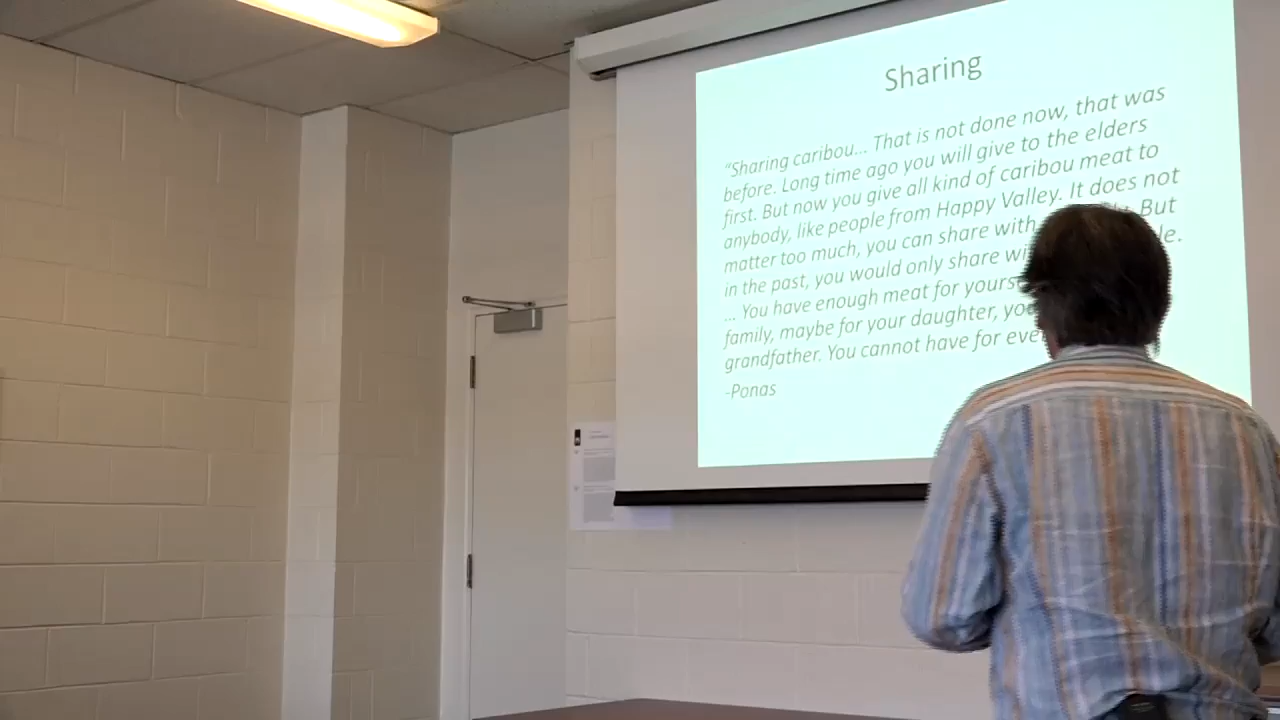 Sharing
"Sharing caribou... That is not done now, that was
before. Long time ago you will give to the elders
first. But now you give all kind of caribou meat to
anybody, like people from Happy Valley. It does not
matter too much, you can share with But
in the past, you would only share
... You have enough meat for
family, maybe for your daughter,
grandfather. You cannot have for
-Ponas